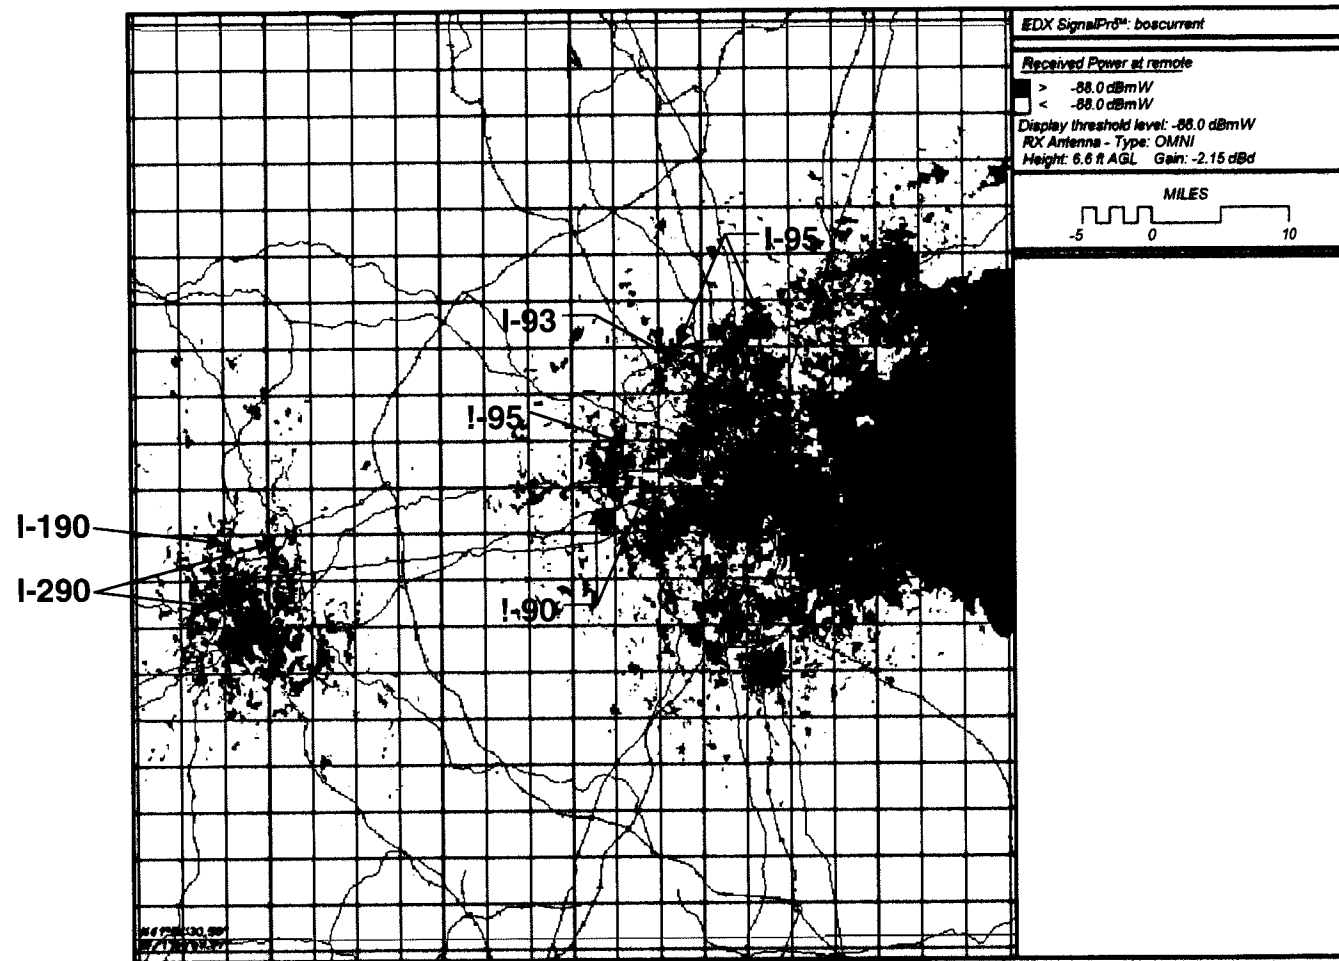 EDX SignalPro℠: boscurrent
Received Power at remote
> -88.0 dBmW
< -88.0 dBmW
Display threshold level: -88.0 dBmW
RX Antenna - Type: OMNI
Height: 6.6 ft AGL Gain: -2.15 dBd
MILES
-5 0 10
I-95
I-93
!-95
I-190
I-290
!-90